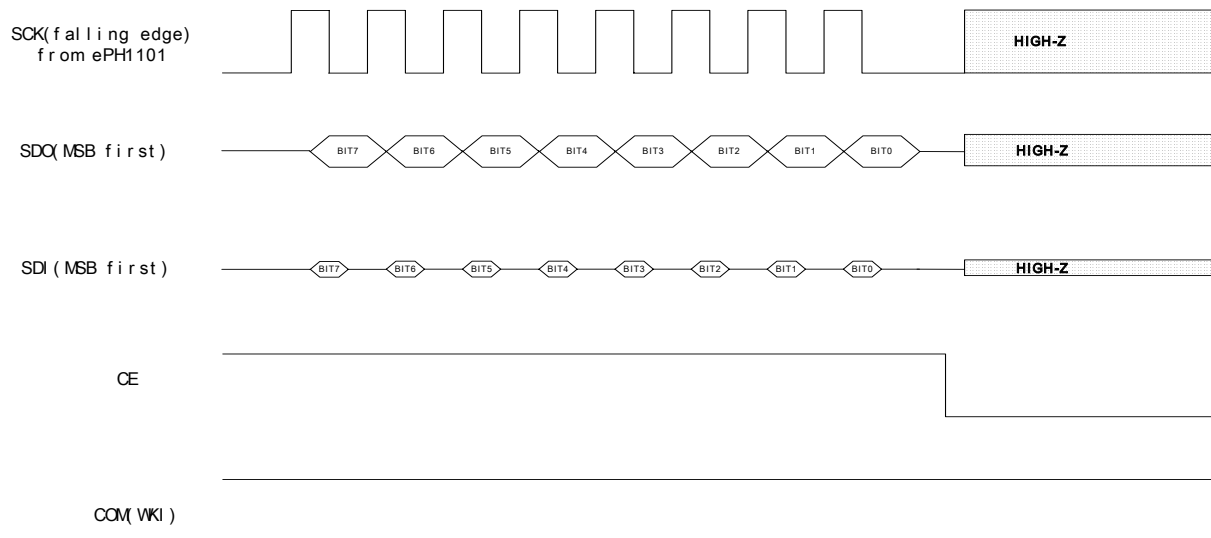 SCK(falling edge)
from ePH1101
HIGH-Z
SDO(MSB first)
BIT7 BIT6 BIT5 BIT4 BIT3 BIT2 BIT1 BIT0
HIGH-Z
SDI(MSB first)
BIT7 BIT6 BIT5 BIT4 BIT3 BIT2 BIT1 BIT0
HIGH-Z
CE
COM(WKI)